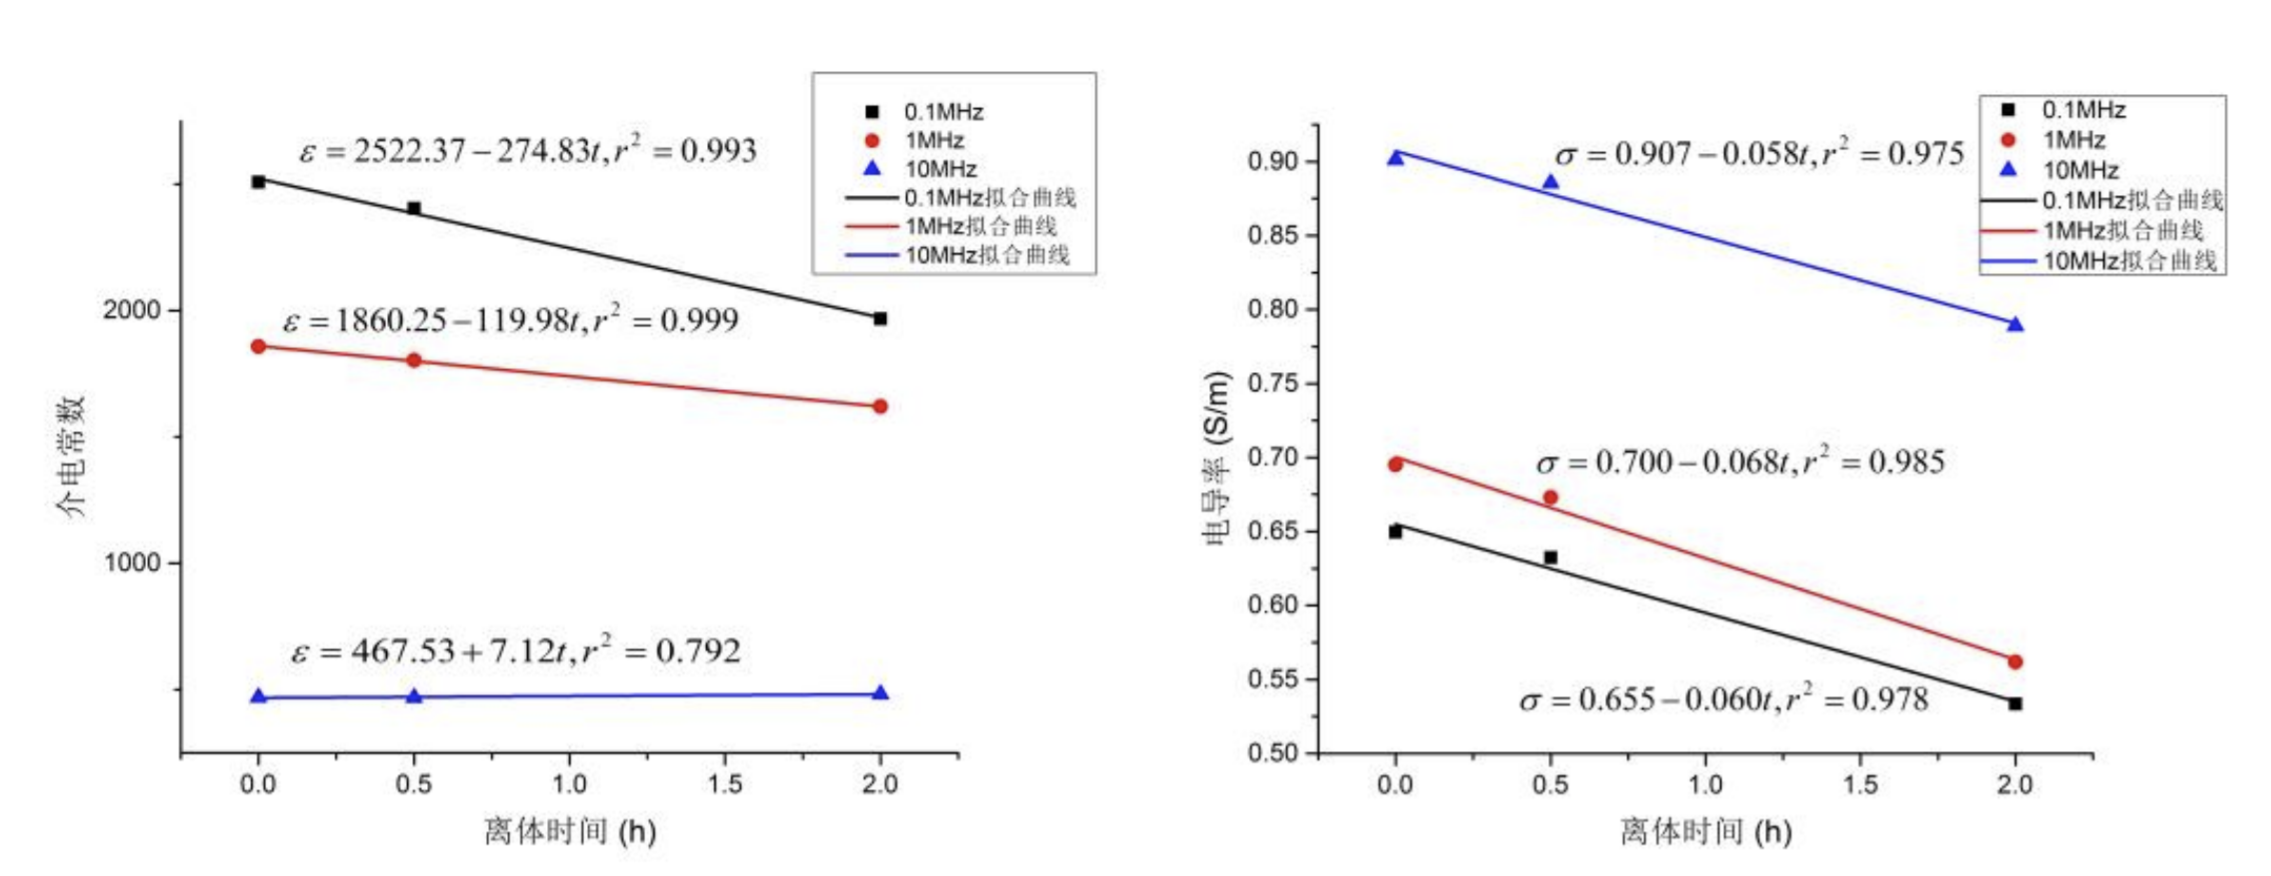 0.1MHz
1MHz
10MHz
0.1MHz拟合曲线
1MHz拟合曲线
10MHz拟合曲线
ε = 2522.37−274.83t, r² = 0.993
ε = 1860.25−119.98t, r² = 0.999
ε = 467.53+7.12t, r² = 0.792
2000
1000
介电常数
0.0 0.5 1.0 1.5 2.0
离体时间 (h)
0.1MHz
1MHz
10MHz
0.1MHz拟合曲线
1MHz拟合曲线
10MHz拟合曲线
σ = 0.907−0.058t, r² = 0.975
σ = 0.700−0.068t, r² = 0.985
σ = 0.655−0.060t, r² = 0.978
0.90
0.85
0.80
0.75
0.70
0.65
0.60
0.55
0.50
电导率 (S/m)
0.0 0.5 1.0 1.5 2.0
离体时间 (h)